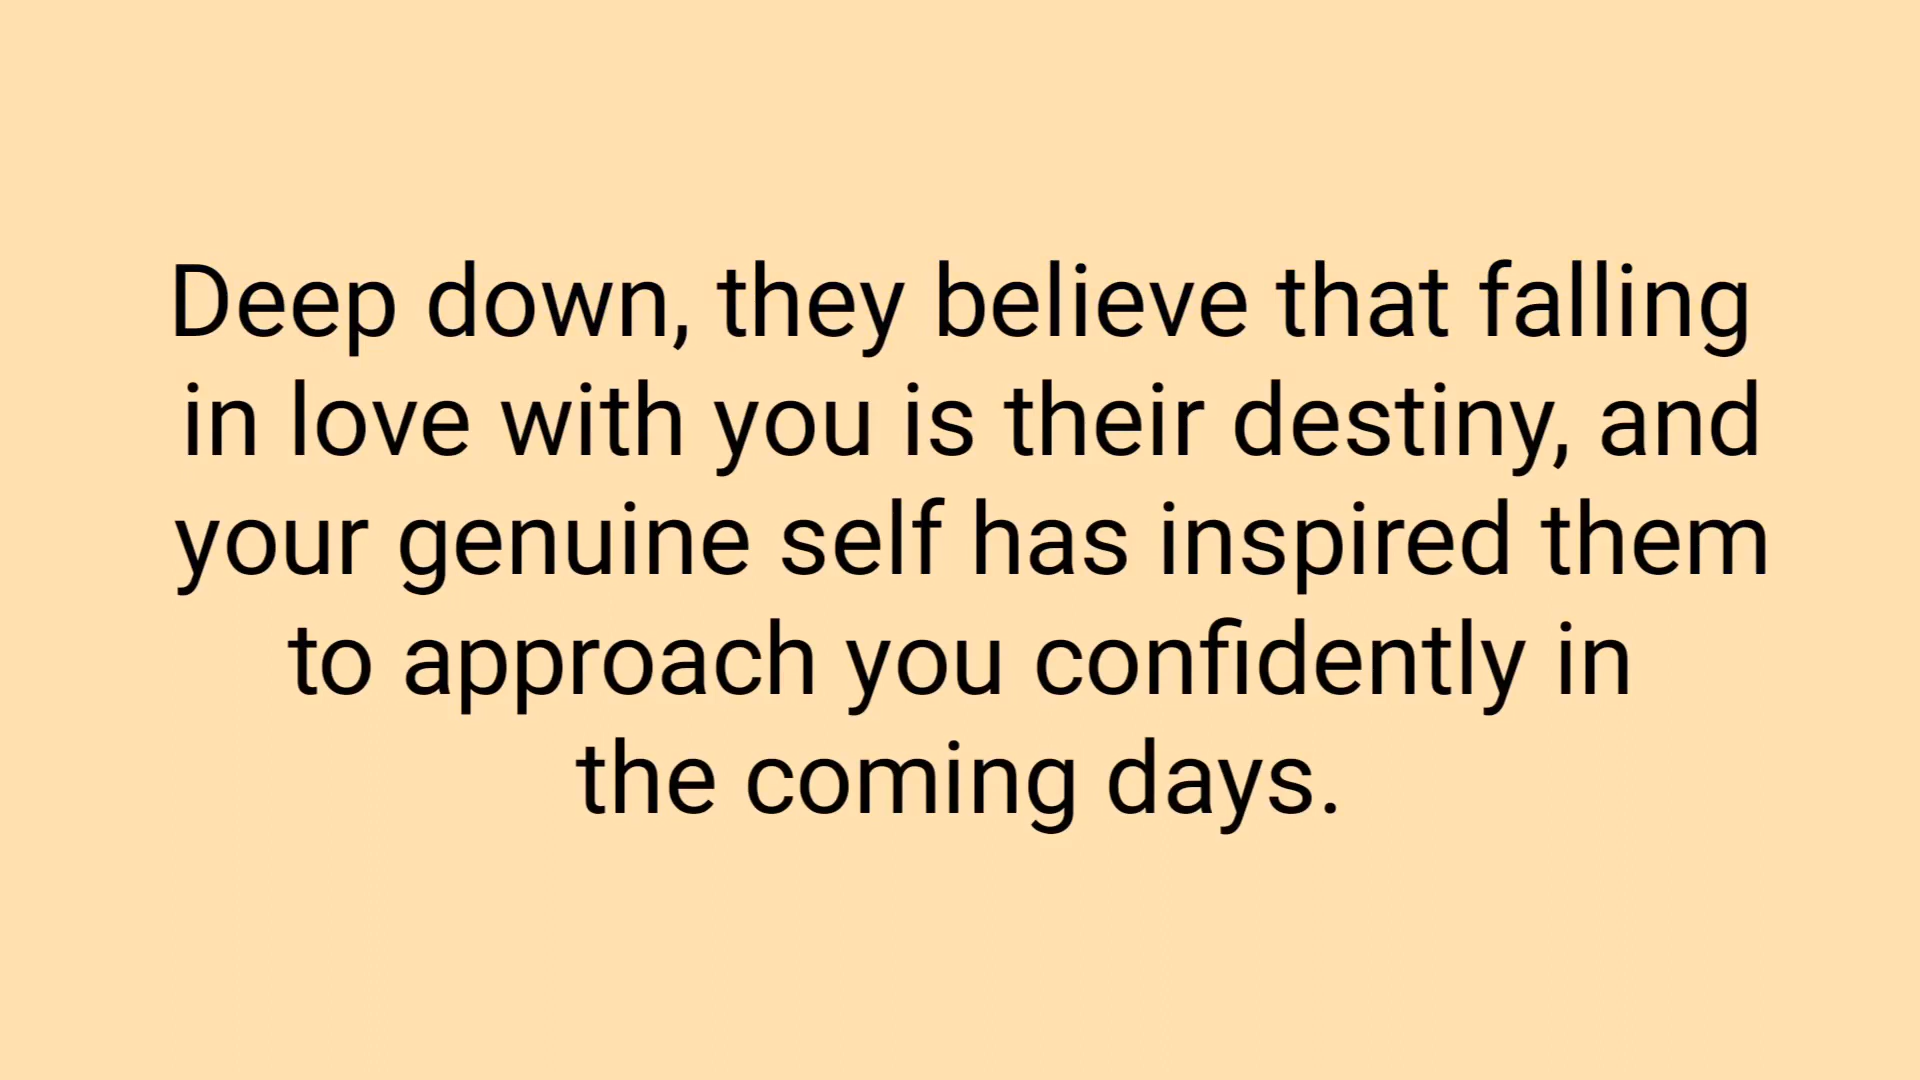 Deep down, they believe that falling
in love with you is their destiny, and
your genuine self has inspired them
to approach you confidently in
the coming days.